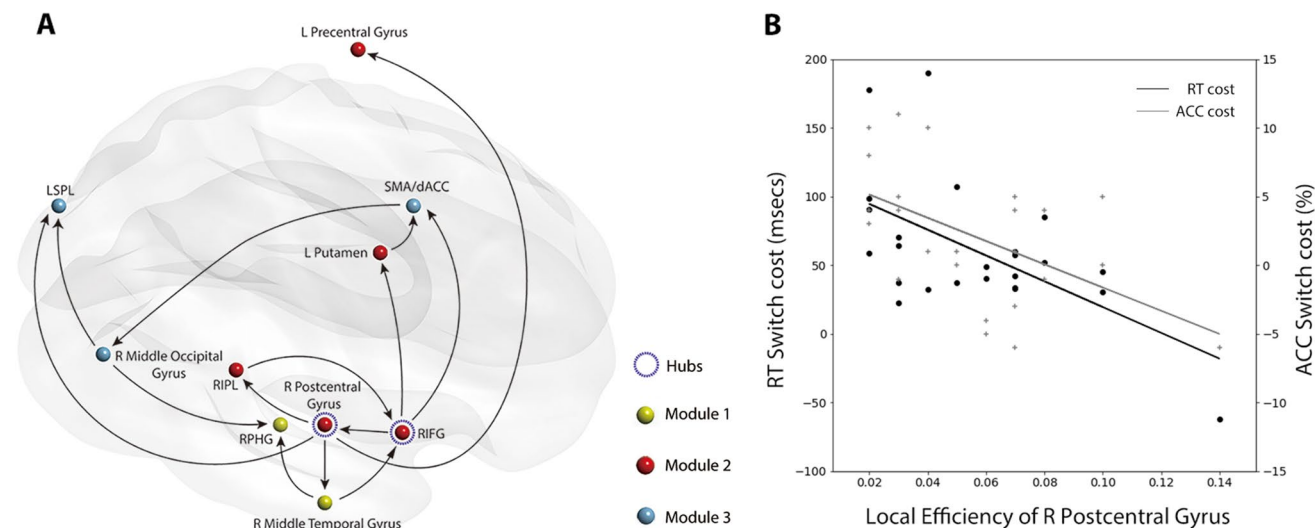 A
L Precentral Gyrus
LSPL
SMA/dACC
L Putamen
R Middle Occipital
Gyrus
RIPL
R Postcentral
Gyrus
RPHG
RIFG
R Middle Temporal Gyrus
Hubs
Module 1
Module 2
Module 3
B
RT cost
ACC cost
RT Switch cost (msecs)
200
150
100
50
0
−50
−100
ACC Switch cost (%)
15
10
5
0
−5
−10
−15
0.02 0.04 0.06 0.08 0.10 0.12 0.14
Local Efficiency of R Postcentral Gyrus